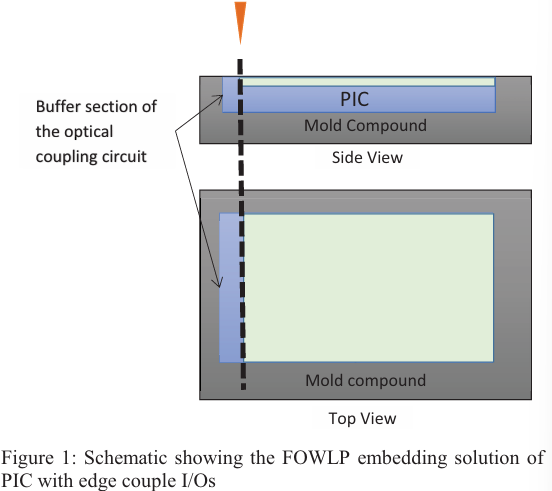 PIC
Buffer section of
the optical
coupling circuit
Mold Compound
Side View
Mold compound
Top View
Figure 1: Schematic showing the FOWLP embedding solution of
PIC with edge couple I/Os